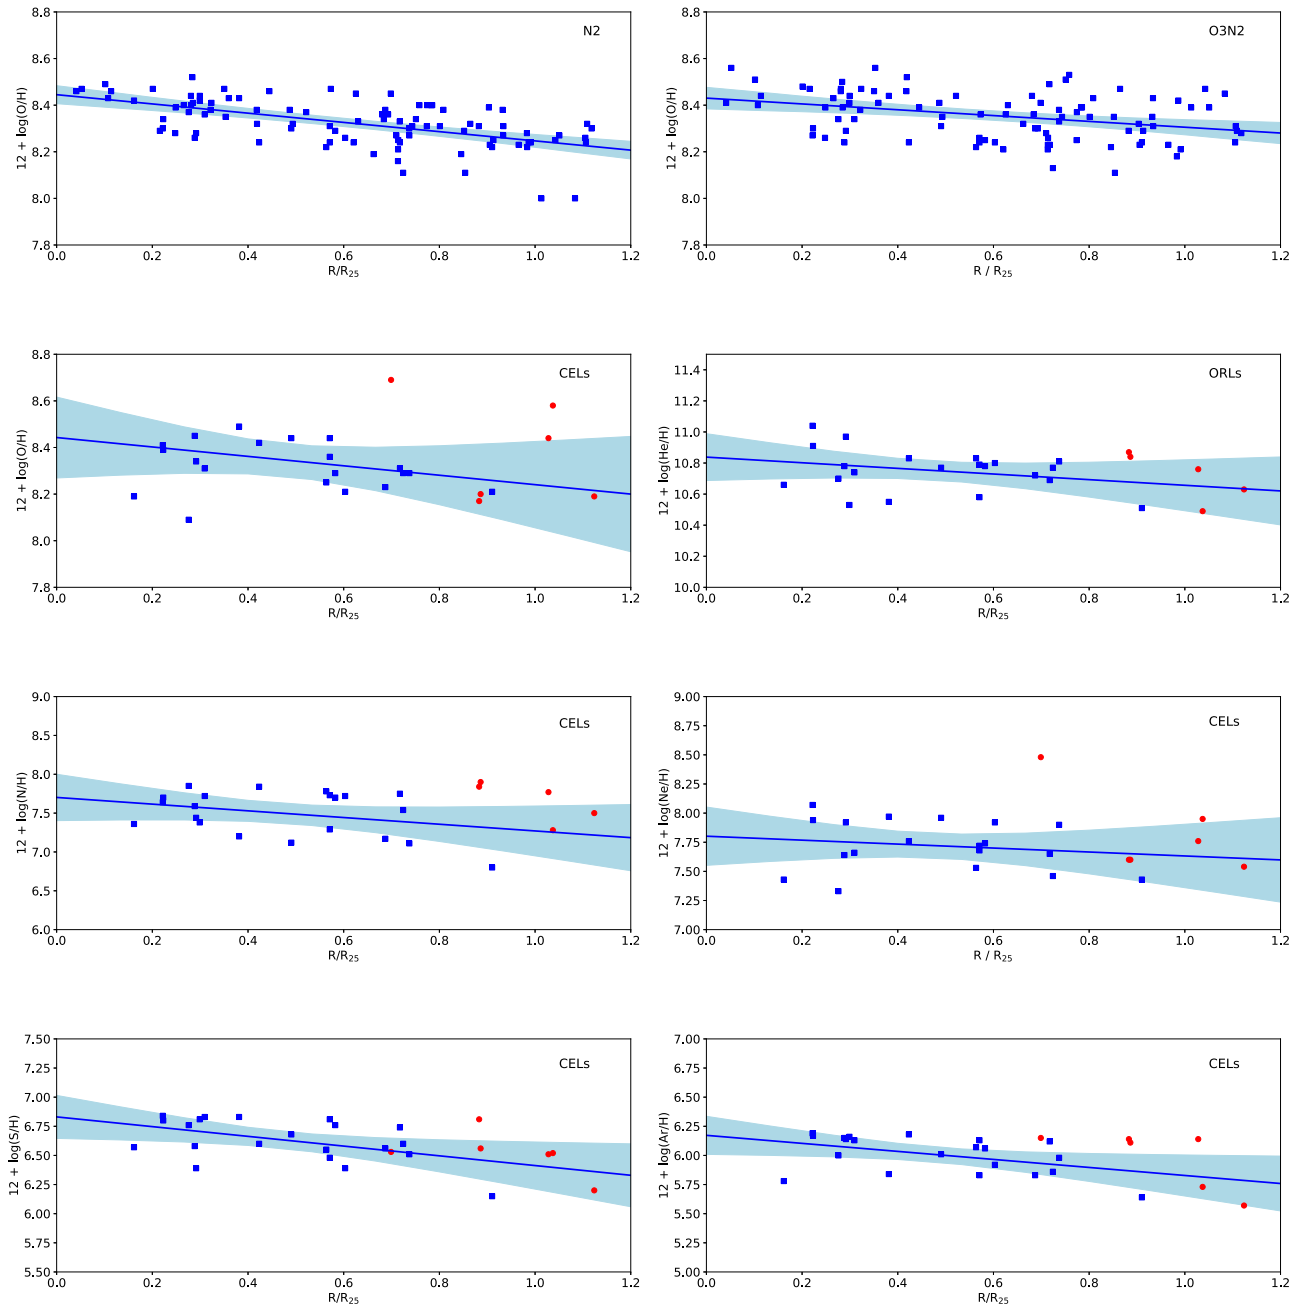 8.8
8.6
8.4
8.2
8.0
7.8
12 + log(O/H)
N2
0.0 0.2 0.4 0.6 0.8 1.0 1.2
R/R25
8.8
8.6
8.4
8.2
8.0
7.8
12 + log(O/H)
O3N2
0.0 0.2 0.4 0.6 0.8 1.0 1.2
R / R25
8.8
8.6
8.4
8.2
8.0
7.8
12 + log(O/H)
CELs
0.0 0.2 0.4 0.6 0.8 1.0 1.2
R/R25
11.4
11.2
11.0
10.8
10.6
10.4
10.2
10.0
12 + log(He/H)
ORLs
0.0 0.2 0.4 0.6 0.8 1.0 1.2
R/R25
9.0
8.5
8.0
7.5
7.0
6.5
6.0
12 + log(N/H)
CELs
0.0 0.2 0.4 0.6 0.8 1.0 1.2
R/R25
9.00
8.75
8.50
8.25
8.00
7.75
7.50
7.25
7.00
12 + log(Ne/H)
CELs
0.0 0.2 0.4 0.6 0.8 1.0 1.2
R / R25
7.50
7.25
7.00
6.75
6.50
6.25
6.00
5.75
5.50
12 + log(S/H)
CELs
0.0 0.2 0.4 0.6 0.8 1.0 1.2
R/R25
7.00
6.75
6.50
6.25
6.00
5.75
5.50
5.25
5.00
12 + log(Ar/H)
CELs
0.0 0.2 0.4 0.6 0.8 1.0 1.2
R/R25